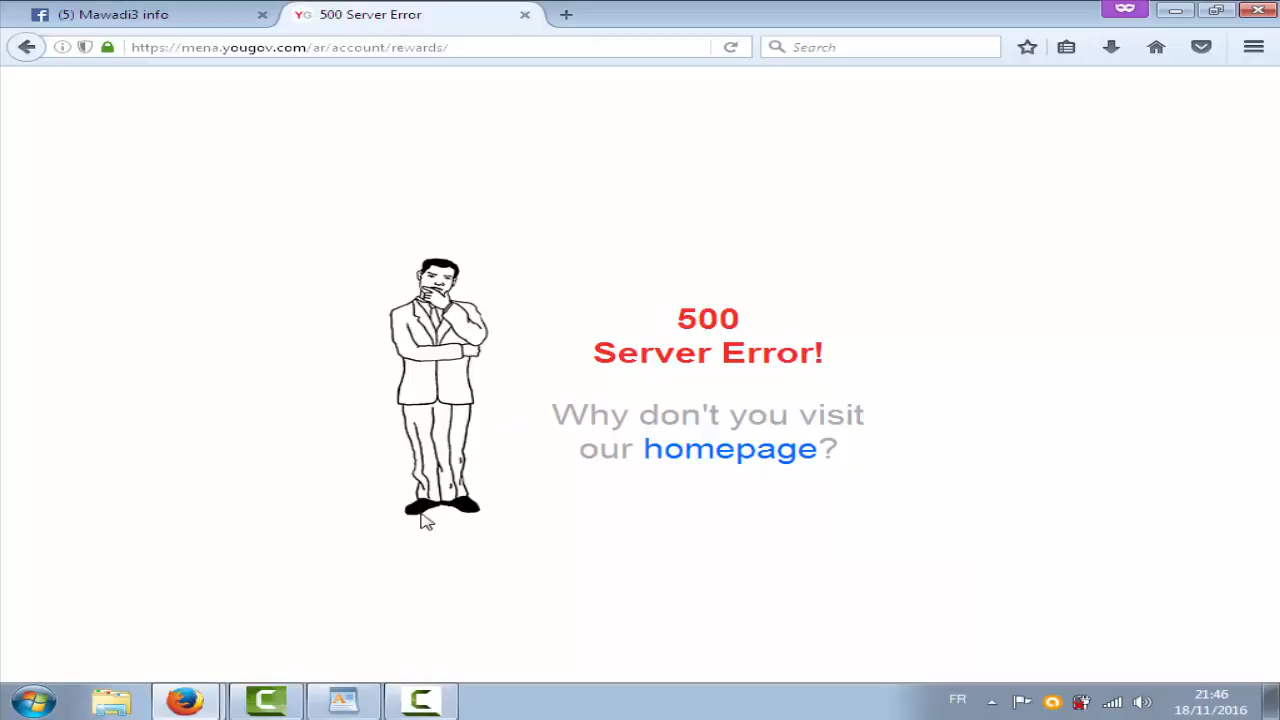 (5) Mawadi3 info
YG 500 Server Error
https://mena.yougov.com/ar/account/rewards/
Search
500
Server Error!
Why don't you visit
our homepage?
FR
21:46
18/11/2016